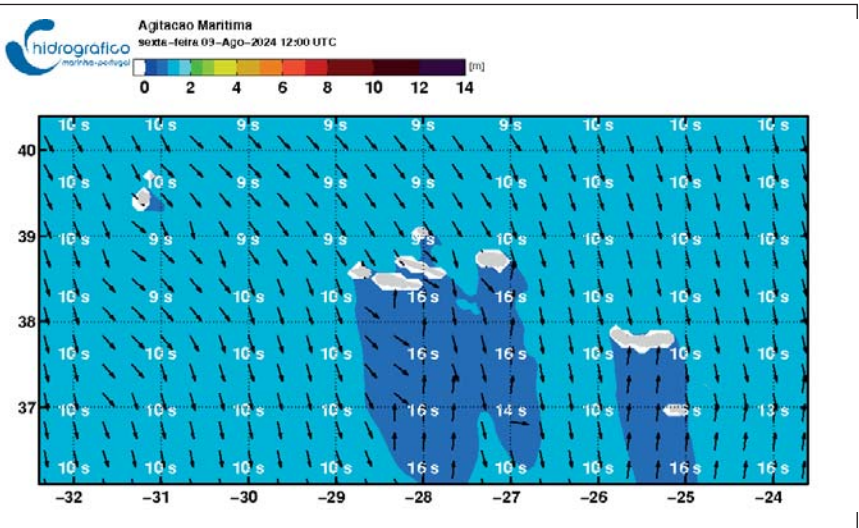 hidrográfico
marinha-portugal
Agitacao Maritima
sexta-feira 09-Ago-2024 12:00 UTC
[m]
0 2 4 6 8 10 12 14
10 s 10 s 9 s 9 s 9 s 9 s 10 s 10 s 10 s
40
10 s 10 s 9 s 9 s 9 s 9 s 10 s 10 s 10 s
39
10 s 9 s 9 s 9 s 9 s 10 s 10 s 10 s 10 s
10 s 9 s 10 s 10 s 16 s 16 s 10 s 10 s 10 s
38
10 s 10 s 10 s 10 s 16 s 16 s 10 s 16 s 10 s
37
10 s 10 s 10 s 10 s 16 s 14 s 10 s 13 s
10 s 10 s 10 s 10 s 16 s 16 s 10 s 16 s 16 s
-32 -31 -30 -29 -28 -27 -26 -25 -24